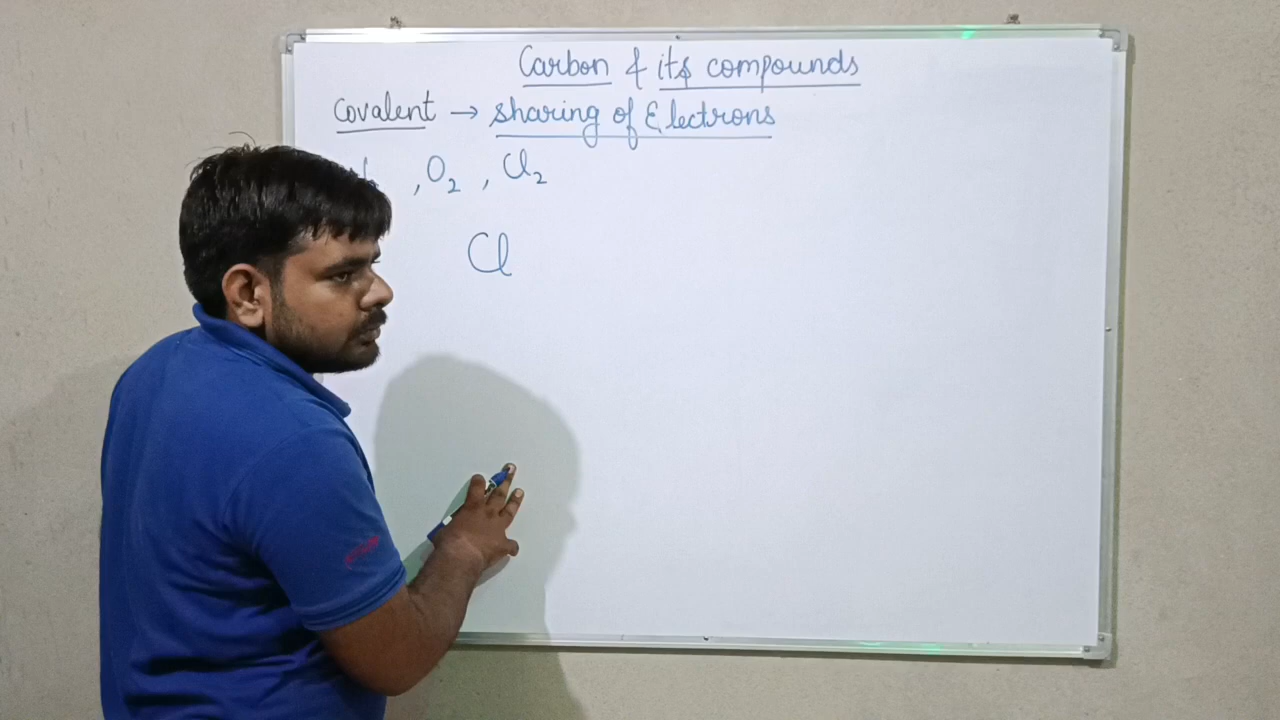 Carbon & its compounds
Covalent → sharing of Electrons
, O₂ , Cl₂
Cl